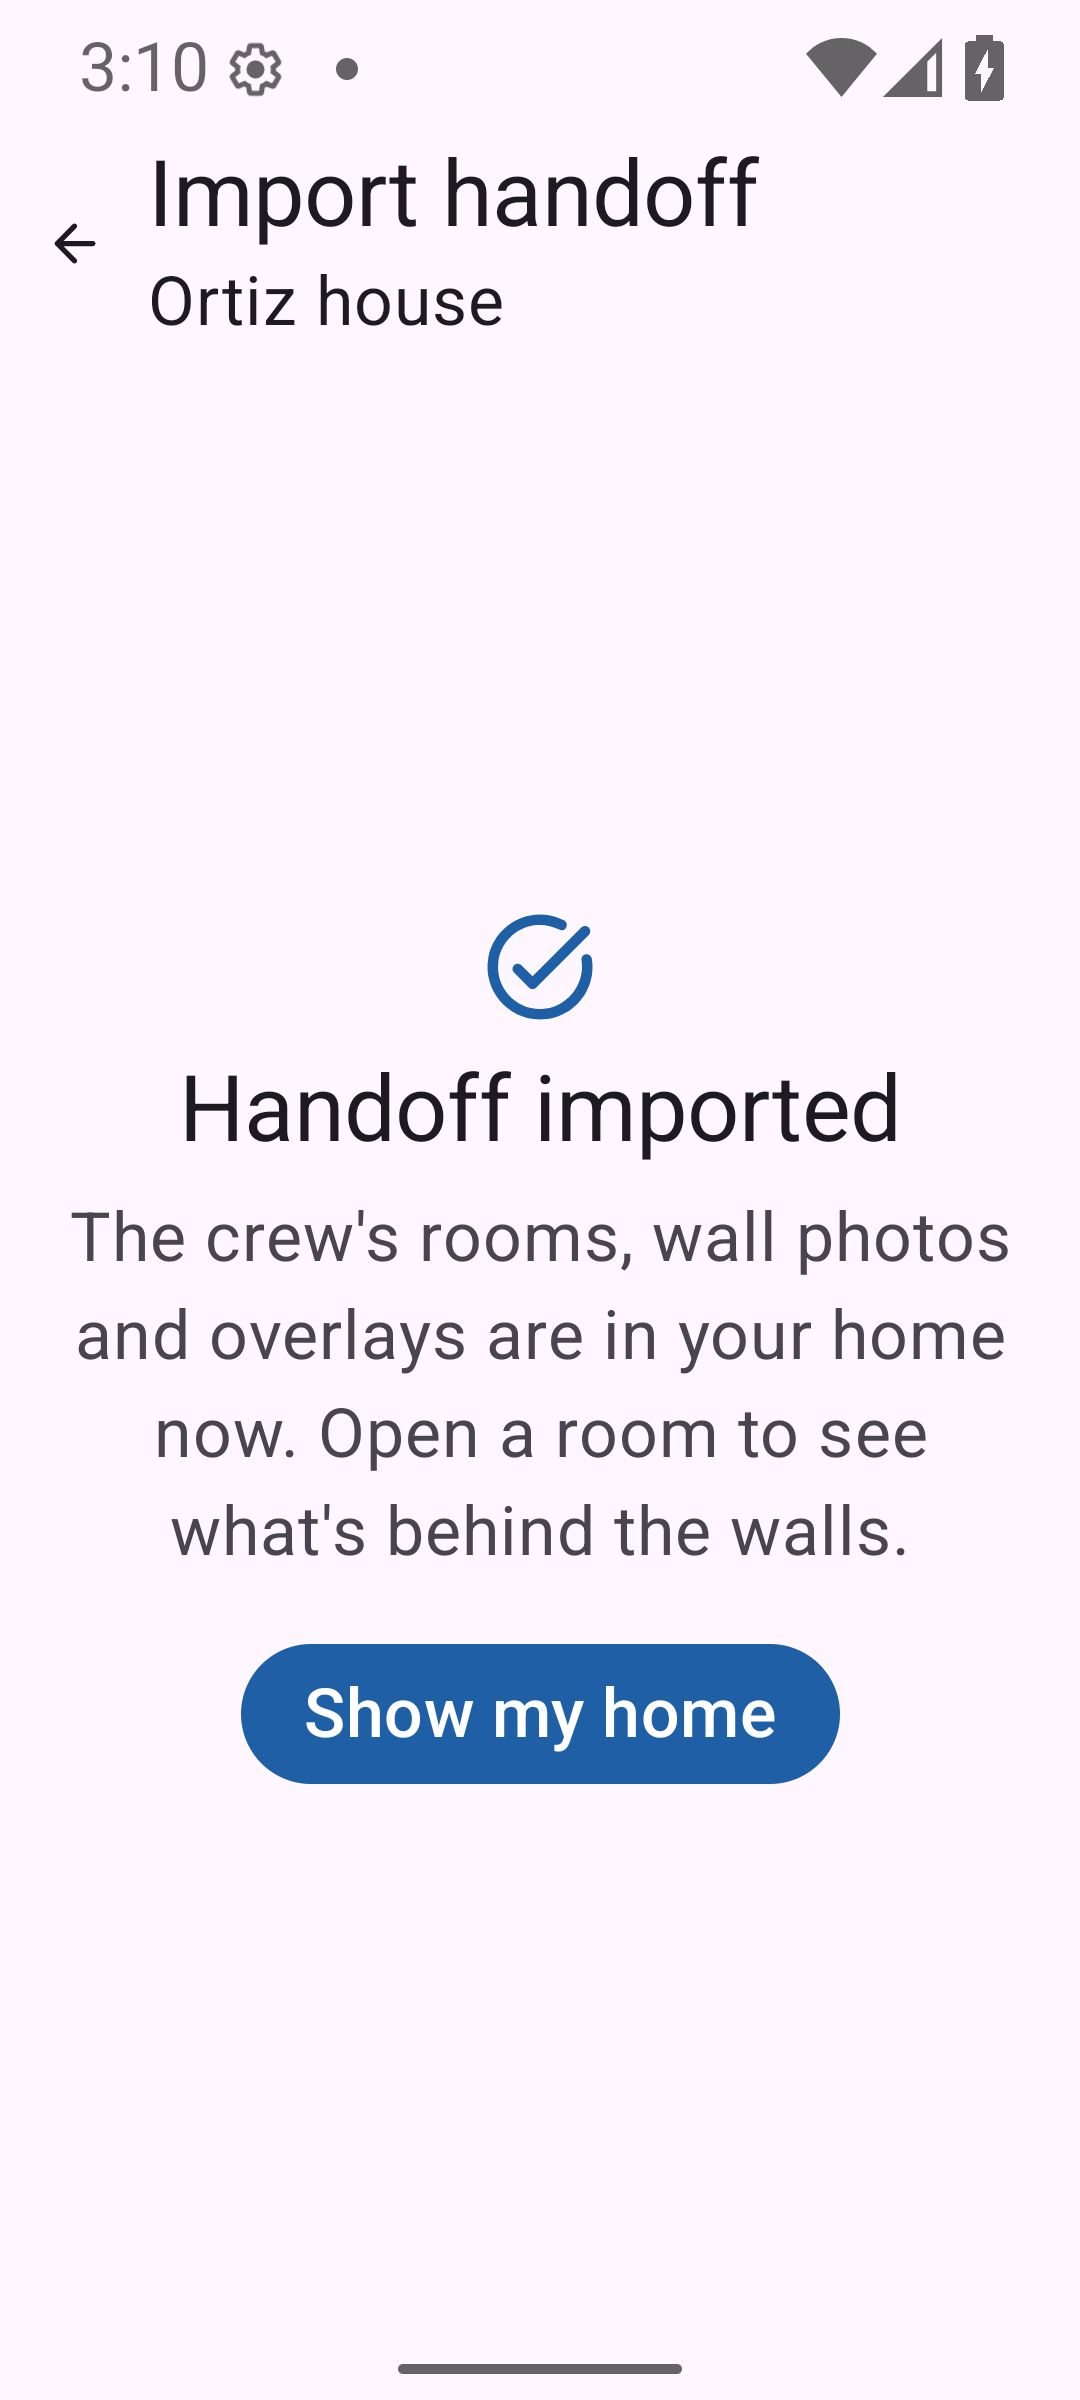 3:10
Import handoff
Ortiz house
Handoff imported
The crew's rooms, wall photos
and overlays are in your home
now. Open a room to see
what's behind the walls.
Show my home